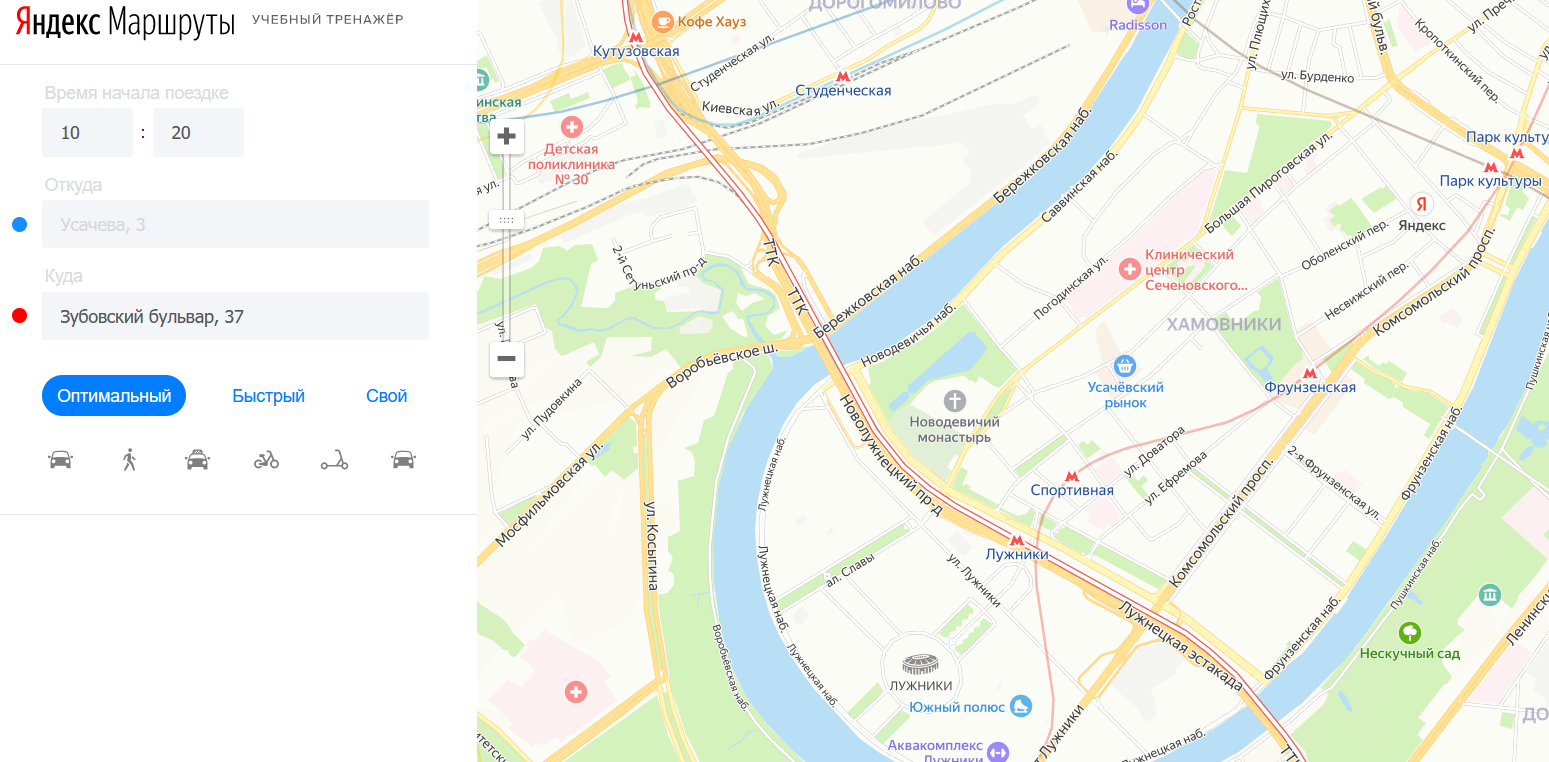 Яндекс Маршруты УЧЕБНЫЙ ТРЕНАЖЁР
Время начала поездке
10 : 20
Откуда
Усачева, 3
Куда
Зубовский бульвар, 37
Оптимальный Быстрый Свой
ДОРОГОМИЛОВО
Radisson
Кофе Хауз
Кутузовская
Студенческая ул.
Студенческая
Киевская ул.
Детская
поликлиника
№ 30
2-й Сетуньский пр-д
ТТК
ТТК
Бережковская наб.
Бережковская наб.
Саввинская наб.
ул. Бурденко
Кропоткинский пер.
Парк культуры
Большая Пироговская ул.
Яндекс
Клинический
центр
Сеченовского...
Оболенский пер.
Погодинская ул.
Несвижский пер.
Комсомольский просп.
ХАМОВНИКИ
Новодевичья наб.
Воробьёвское ш.
Усачёвский
рынок
Фрунзенская
ул. Пудовкина
Новодевичий
монастырь
Новолужнецкий пр-д
Лужнецкая наб.
ул. Доватора
ул. Ефремова
2-я Фрунзенская ул.
Фрунзенская наб.
Мосфильмовская ул.
Спортивная
Комсомольский просп.
ул. Косыгина
Лужники
Лужнецкая наб.
ал. Славы
ул. Лужники
Пушкинская наб.
Лужнецкая эстакада
Фрунзенская наб.
Нескучный сад
Воробьёвская наб.
Лужнецкая наб.
ЛУЖНИКИ
Южный полюс
Аквакомплекс
Лужники
Лужнецкая наб.